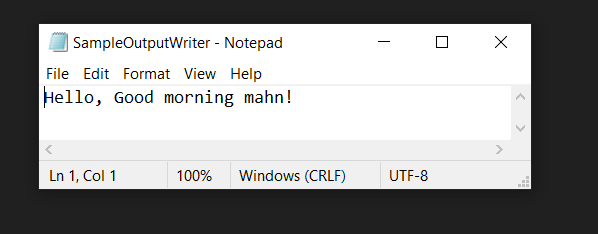 SampleOutputWriter - Notepad
File Edit Format View Help
Hello, Good morning mahn!
Ln 1, Col 1 100% Windows (CRLF) UTF-8